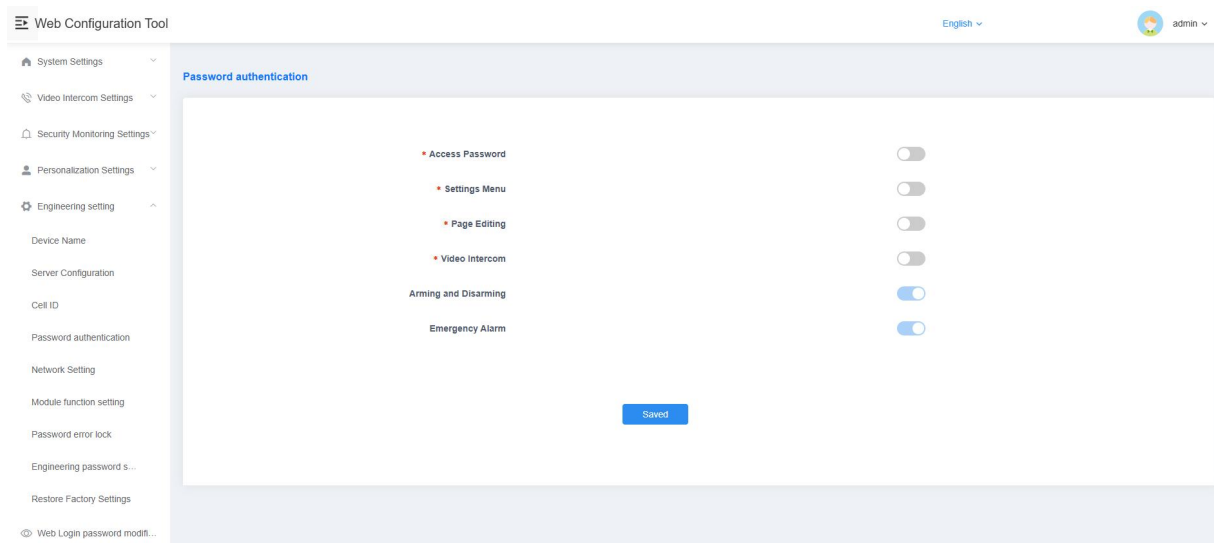 Web Configuration Tool
English
admin
System Settings
Video Intercom Settings
Security Monitoring Settings
Personalization Settings
Engineering setting
Device Name
Server Configuration
Cell ID
Password authentication
Network Setting
Module function setting
Password error lock
Engineering password s...
Restore Factory Settings
Web Login password modifi...
Password authentication
* Access Password
* Settings Menu
* Page Editing
* Video Intercom
Arming and Disarming
Emergency Alarm
Saved